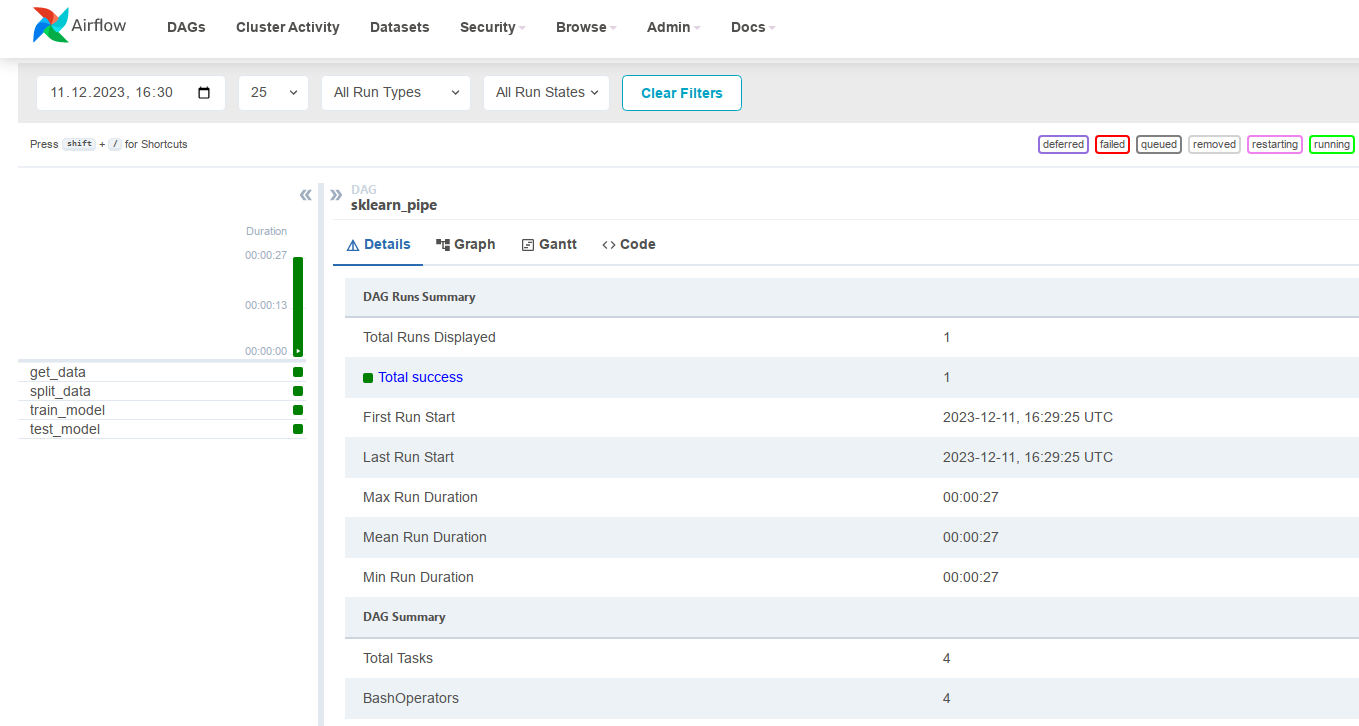 Airflow DAGs Cluster Activity Datasets Security Browse Admin Docs
11.12.2023, 16:30 25 All Run Types All Run States Clear Filters
Press shift + / for Shortcuts deferred failed queued removed restarting running
DAG
sklearn_pipe
Duration
00:00:27
00:00:13
00:00:00
get_data
split_data
train_model
test_model
Details Graph Gantt Code
DAG Runs Summary
Total Runs Displayed 1
Total success 1
First Run Start 2023-12-11, 16:29:25 UTC
Last Run Start 2023-12-11, 16:29:25 UTC
Max Run Duration 00:00:27
Mean Run Duration 00:00:27
Min Run Duration 00:00:27
DAG Summary
Total Tasks 4
BashOperators 4